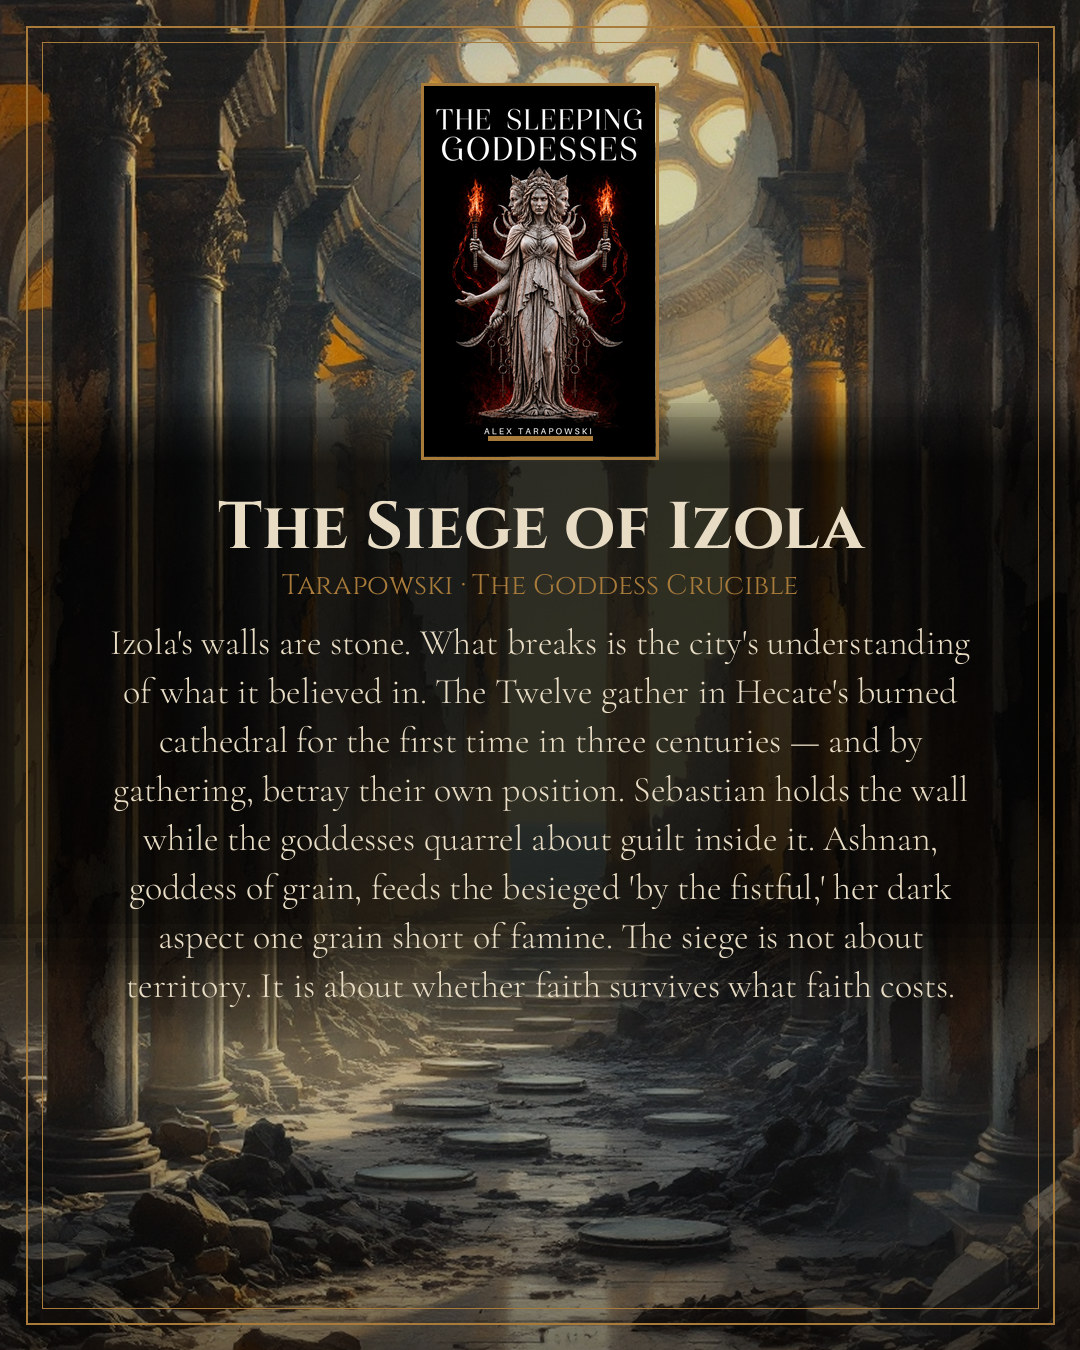 THE SLEEPING
GODDESSES
ALEX TARAPOWSKI
The Siege of Izola
Tarapowski · The Goddess Crucible
Izola's walls are stone. What breaks is the city's understanding
of what it believed in. The Twelve gather in Hecate's burned
cathedral for the first time in three centuries — and by
gathering, betray their own position. Sebastian holds the wall
while the goddesses quarrel about guilt inside it. Ashnan,
goddess of grain, feeds the besieged 'by the fistful,' her dark
aspect one grain short of famine. The siege is not about
territory. It is about whether faith survives what faith costs.